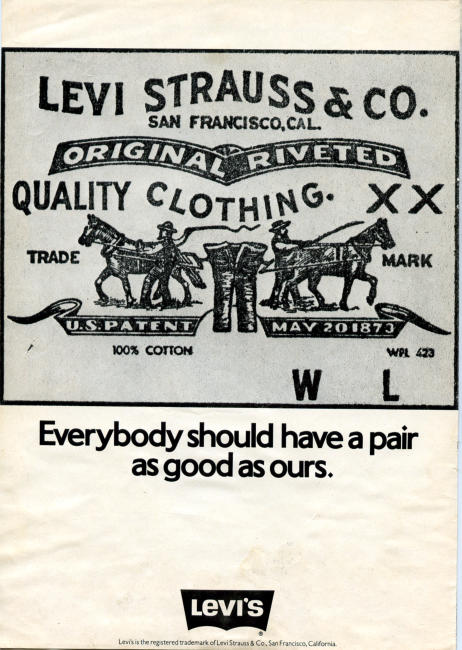 LEVI STRAUSS & CO.
SAN FRANCISCO, CAL.
ORIGINAL RIVETED
QUALITY CLOTHING. XX
TRADE MARK
U.S. PATENT MAY 20 1873
100% COTTON WPL 423
W L
Everybody should have a pair
as good as ours.
LEVI'S
®
Levi's is the registered trademark of Levi Strauss & Co., San Francisco, California.